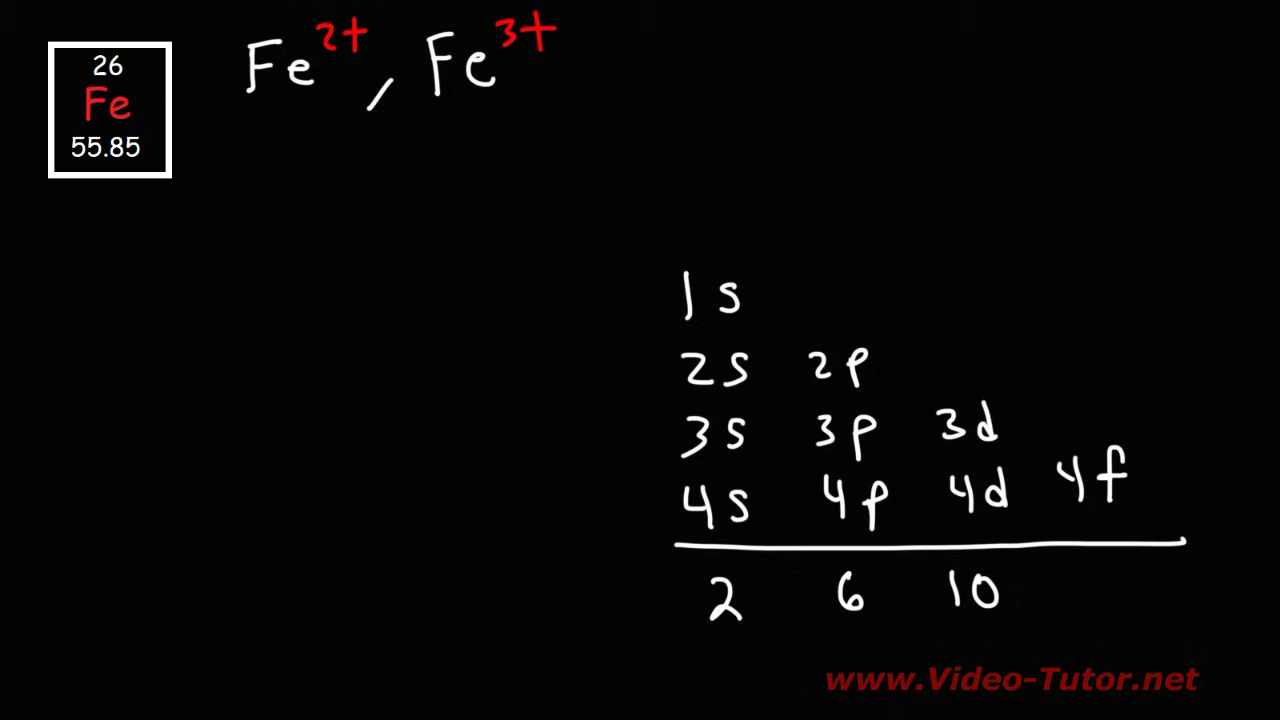 26
Fe
55.85
Fe²⁺, Fe³⁺
1s
2s 2p
3s 3p 3d
4s 4p 4d 4f
2 6 10
www.Video-Tutor.net